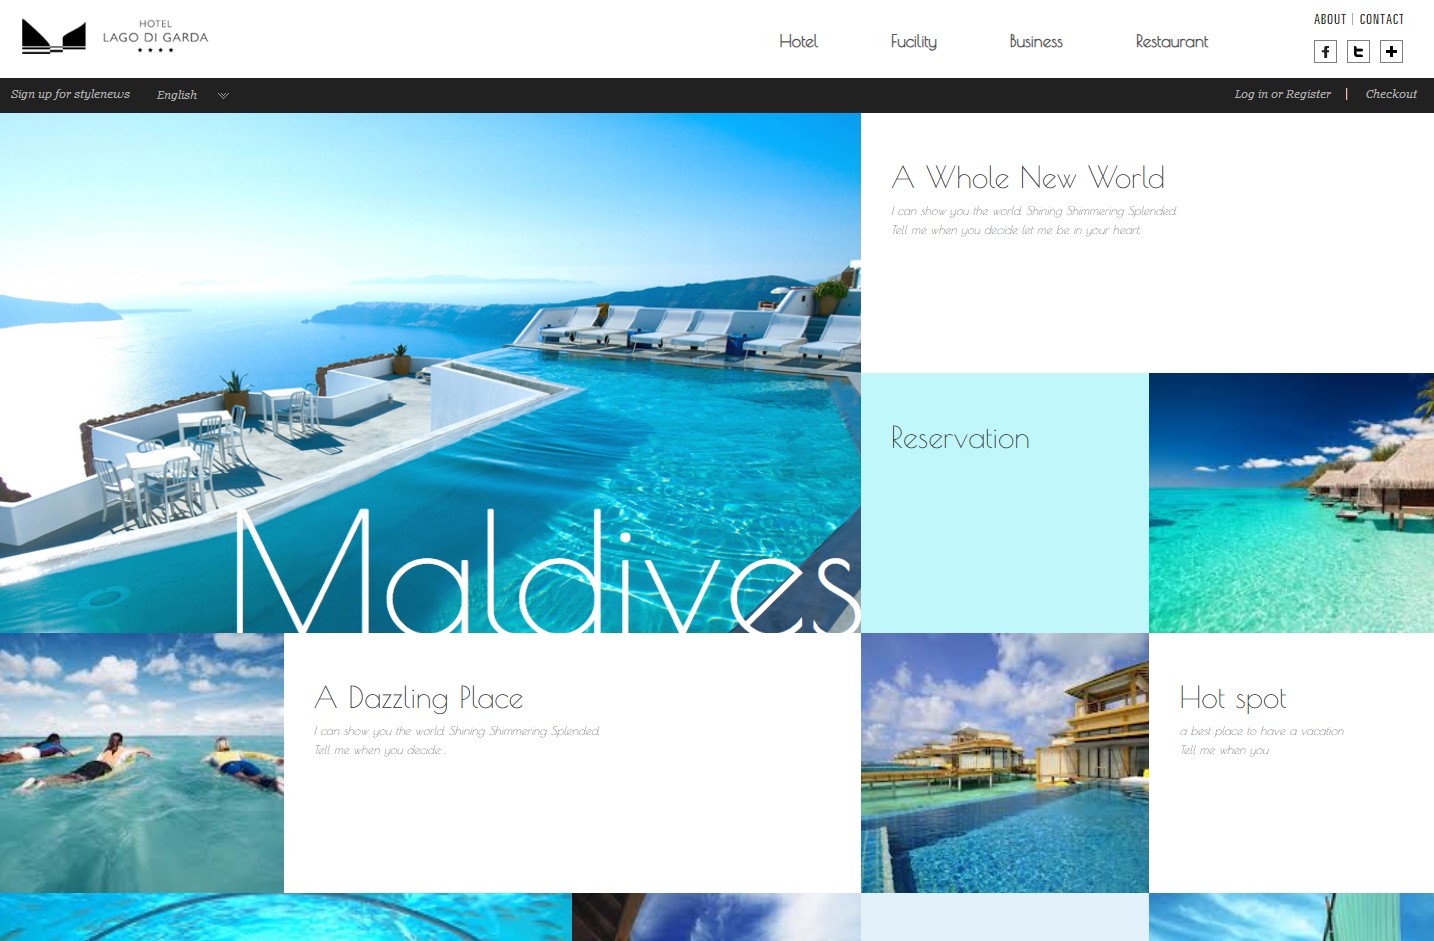 HOTEL
LAGO DI GARDA
Hotel
Fucility
Business
Restaurant
ABOUT | CONTACT
Sign up for stylenews
English
Log in or Register | Checkout
A Whole New World
I can show you the world. Shining Shimmering Splended.
Tell me when you decide let me be in your heart.
Reservation
Maldives
A Dazzling Place
I can show you the world. Shining Shimmering Splended.
Tell me when you decide .
Hot spot
a best place to have a vacation
Tell me when you